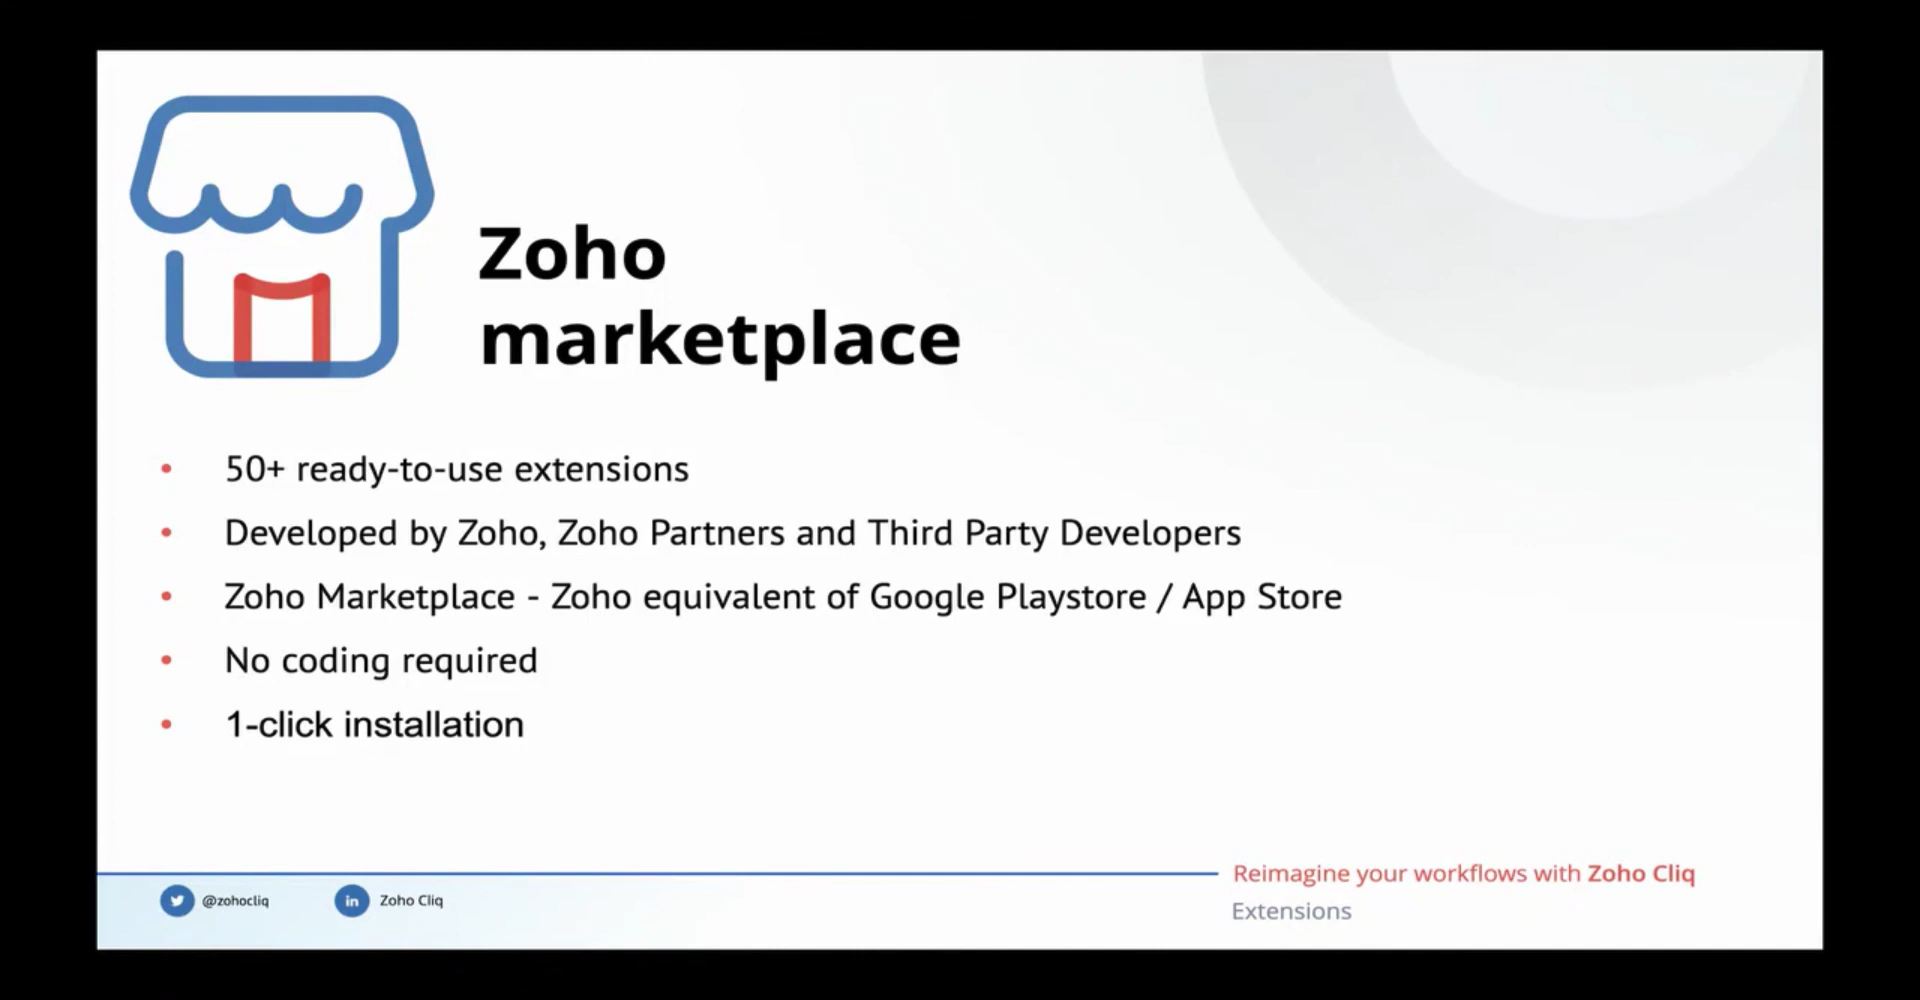 Zoho
marketplace
50+ ready-to-use extensions
Developed by Zoho, Zoho Partners and Third Party Developers
Zoho Marketplace - Zoho equivalent of Google Playstore / App Store
No coding required
1-click installation
@zohocliq
in
Zoho Cliq
Reimagine your workflows with Zoho Cliq
Extensions